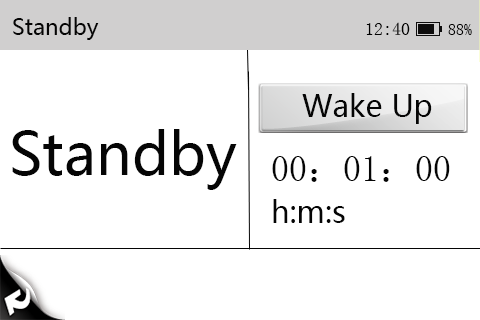 Standby
12:40 88%
Standby
Wake Up
00：01：00
h:m:s